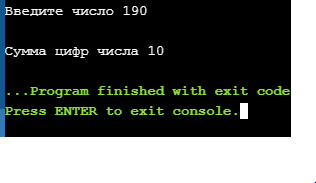 Введите число 190
Сумма цифр числа 10
...Program finished with exit code
Press ENTER to exit console.